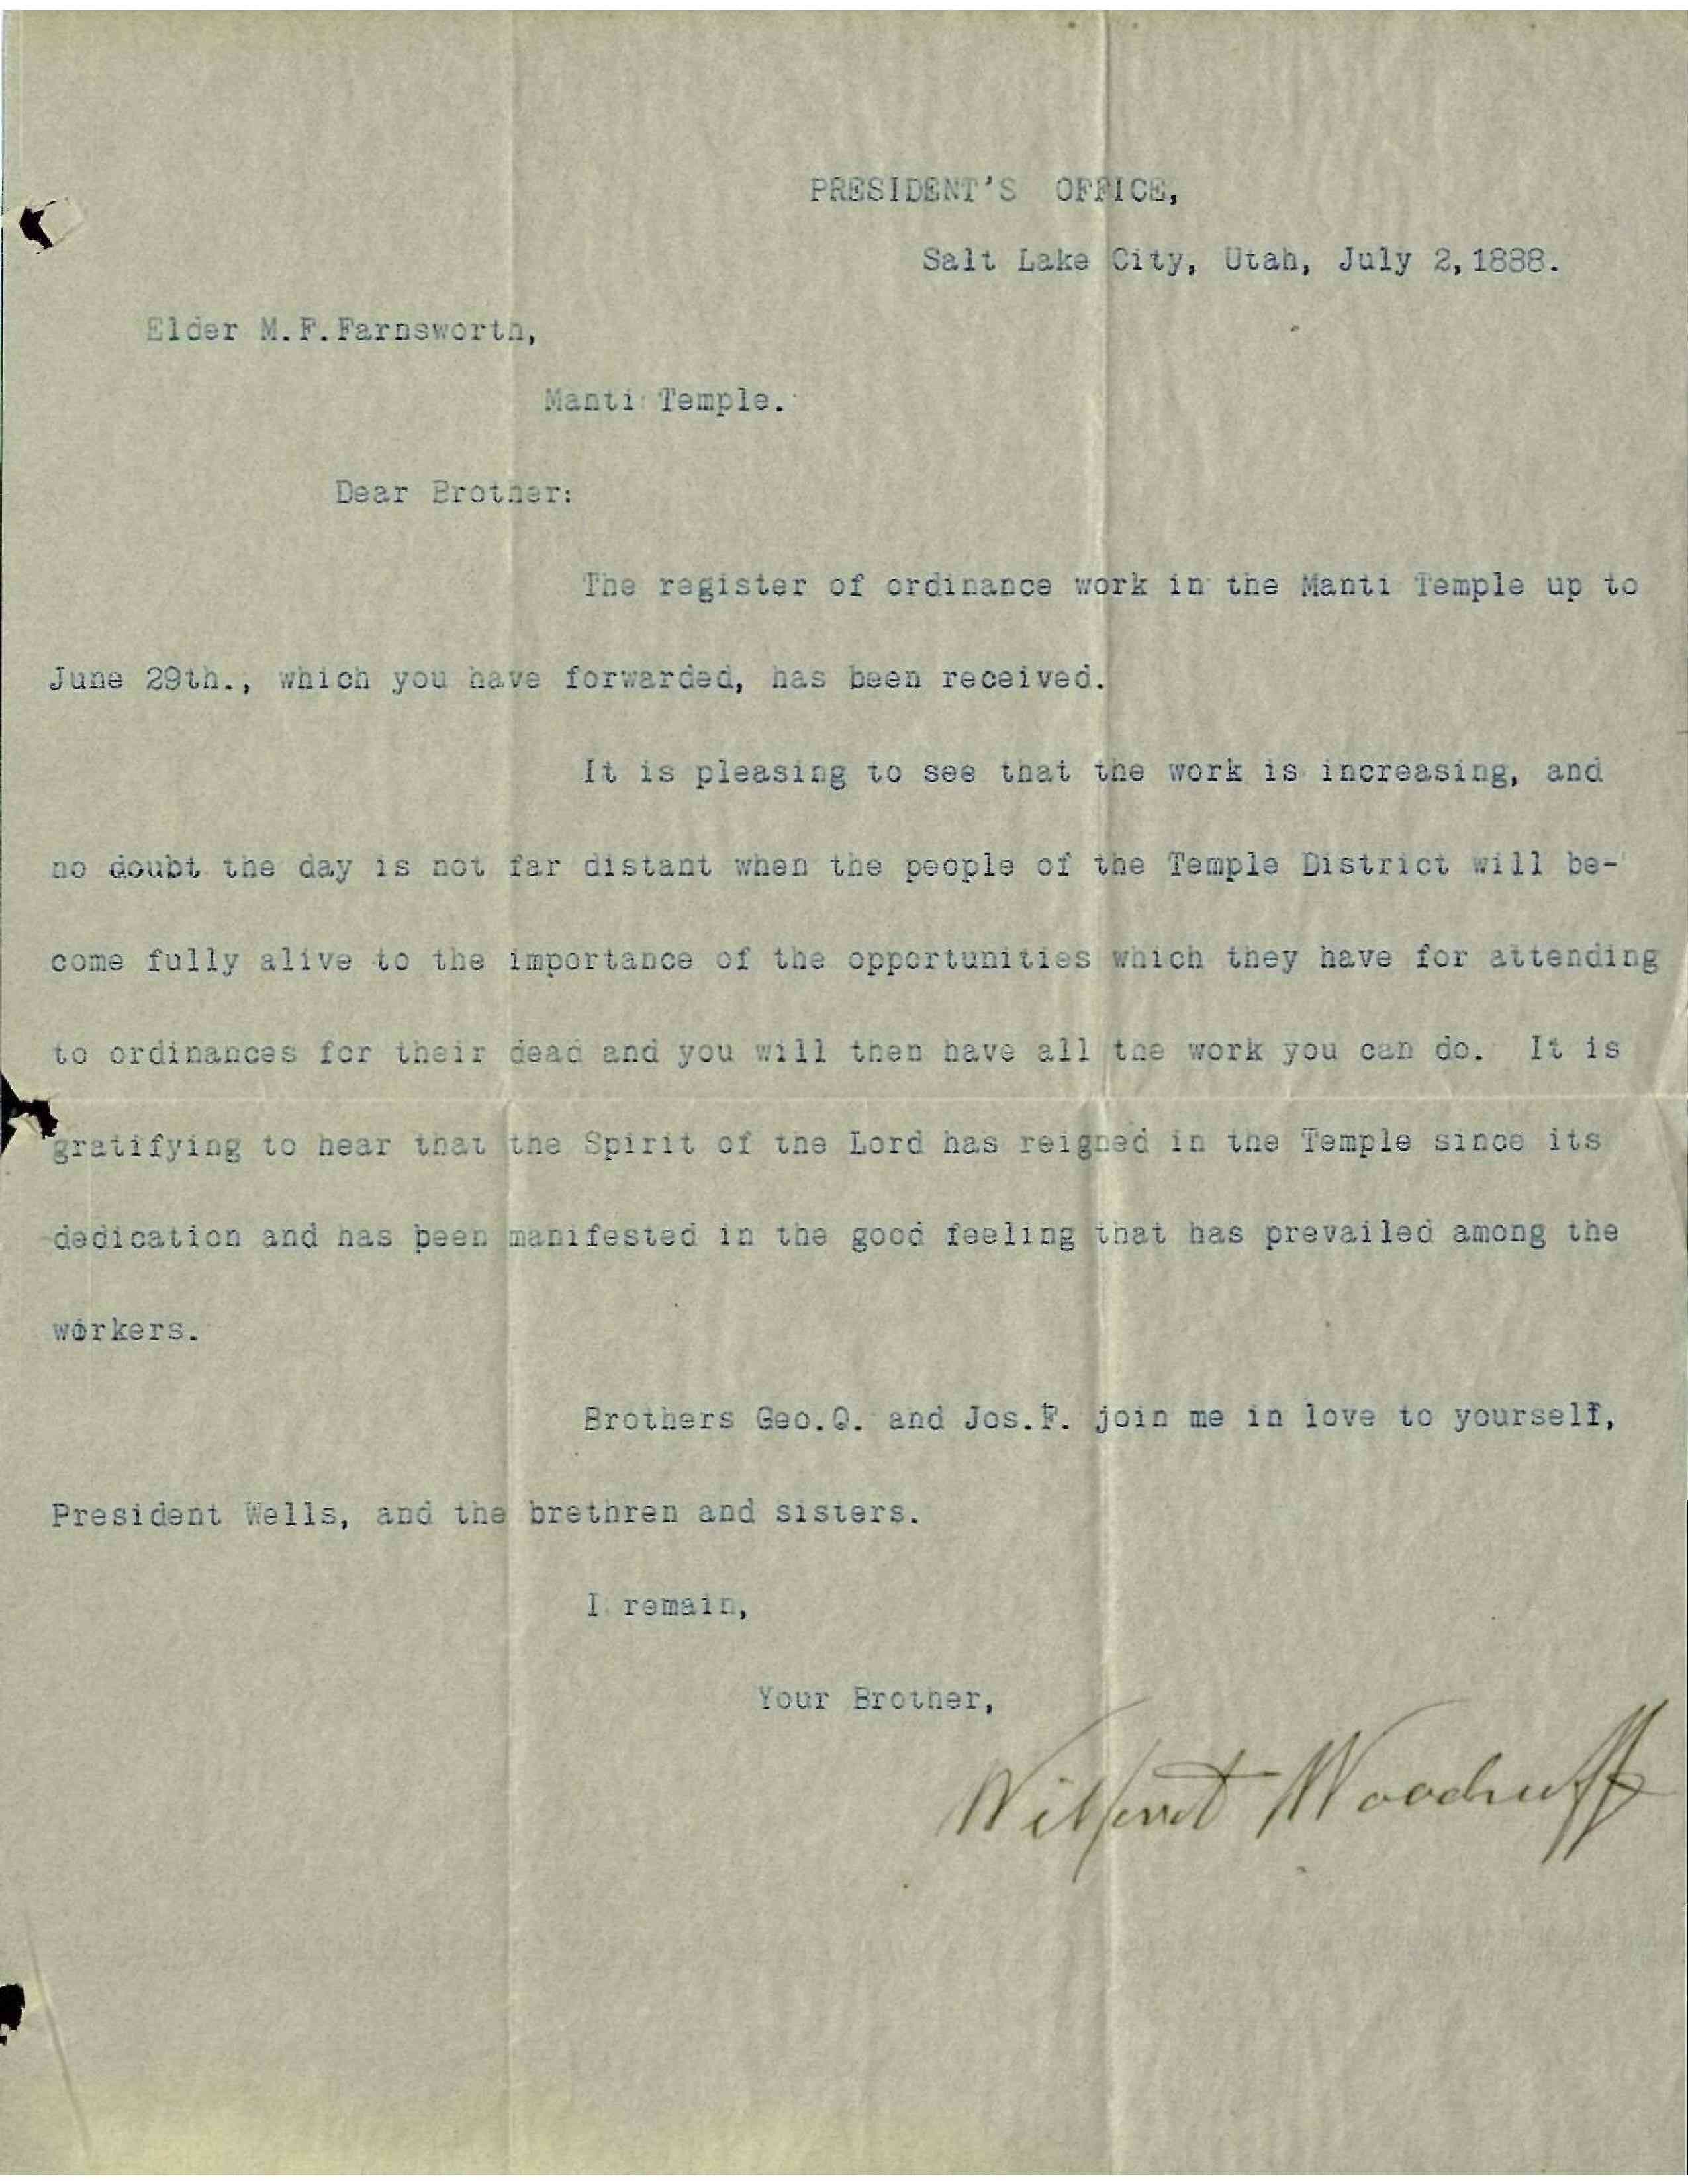 PRESIDENT'S OFFICE,
Salt Lake City, Utah, July 2,1888.
Elder M.F.Farnsworth,
Manti Temple.
Dear Brother:
The register of ordinance work in the Manti Temple up to
June 29th., which you have forwarded, has been received.
It is pleasing to see that the work is increasing, and
no doubt the day is not far distant when the people of the Temple District will be-
come fully alive to the importance of the opportunities which they have for attending
to ordinances for their dead and you will then have all the work you can do. It is
gratifying to hear that the Spirit of the Lord has reigned in the Temple since its
dedication and has been manifested in the good feeling that has prevailed among the
workers.
Brothers Geo.Q. and Jos.F. join me in love to yourself,
President Wells, and the brethren and sisters.
I remain,
Your Brother,
Wilford Woodruff